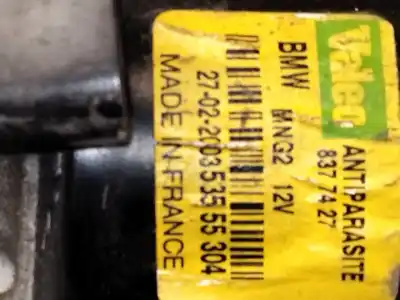 Valeo
ANTIPARASITE
837 74 27
BMW MNG2 12V
27-02-2003 535 55 304
MADE IN FRANCE